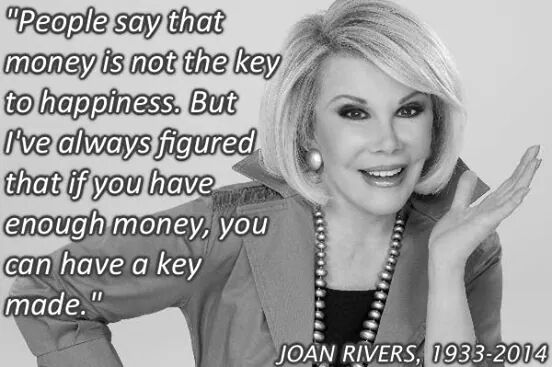 "People say that
money is not the key
to happiness. But
I've always figured
that if you have
enough money, you
can have a key
made."
JOAN RIVERS, 1933-2014